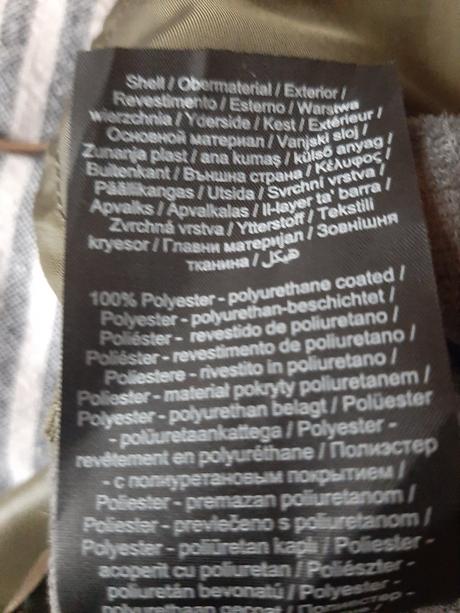 Shell / Obermaterial / Exterior /
Revestimento / Esterno / Warstwa
wierzchnia / Yderside / Kest / Extérieur /
Основной материал / Vanjski sloj /
Zunanja plast / ana kumaş / külső anyag /
Buitenkant / Външна страна / Κέλυφος /
Päällikangas / Utsida / Svrchní vrstva /
Apvalks / Apvalkalas / Il-layer ta' barra /
Zvrchná vrstva / Ytterstoff / Tekstili
kryesor / Главни материјал / Зовнішня
тканина / هيكل
100% Polyester - polyurethane coated /
Polyester - polyurethan-beschichtet /
Poliéster - revestido de poliuretano /
Poliéster - revestimento de poliuretano /
Poliestere - rivestito in poliuretano /
Poliester - materiał pokryty poliuretanem /
Polyester - polyurethan belagt / Polüester
- polüuretaankattega / Polyester -
revêtement en polyuréthane / Полиэстер
- с полиуретановым покрытием /
Poliester - premazan poliuretanom /
Poliester - prevlečeno s poliuretanom /
Polyester - poliüretan kaplı / Poliester -
acoperit cu poliuretan / Poliészter -
poliuretán bevonatú / Polyester -
polyurethaan